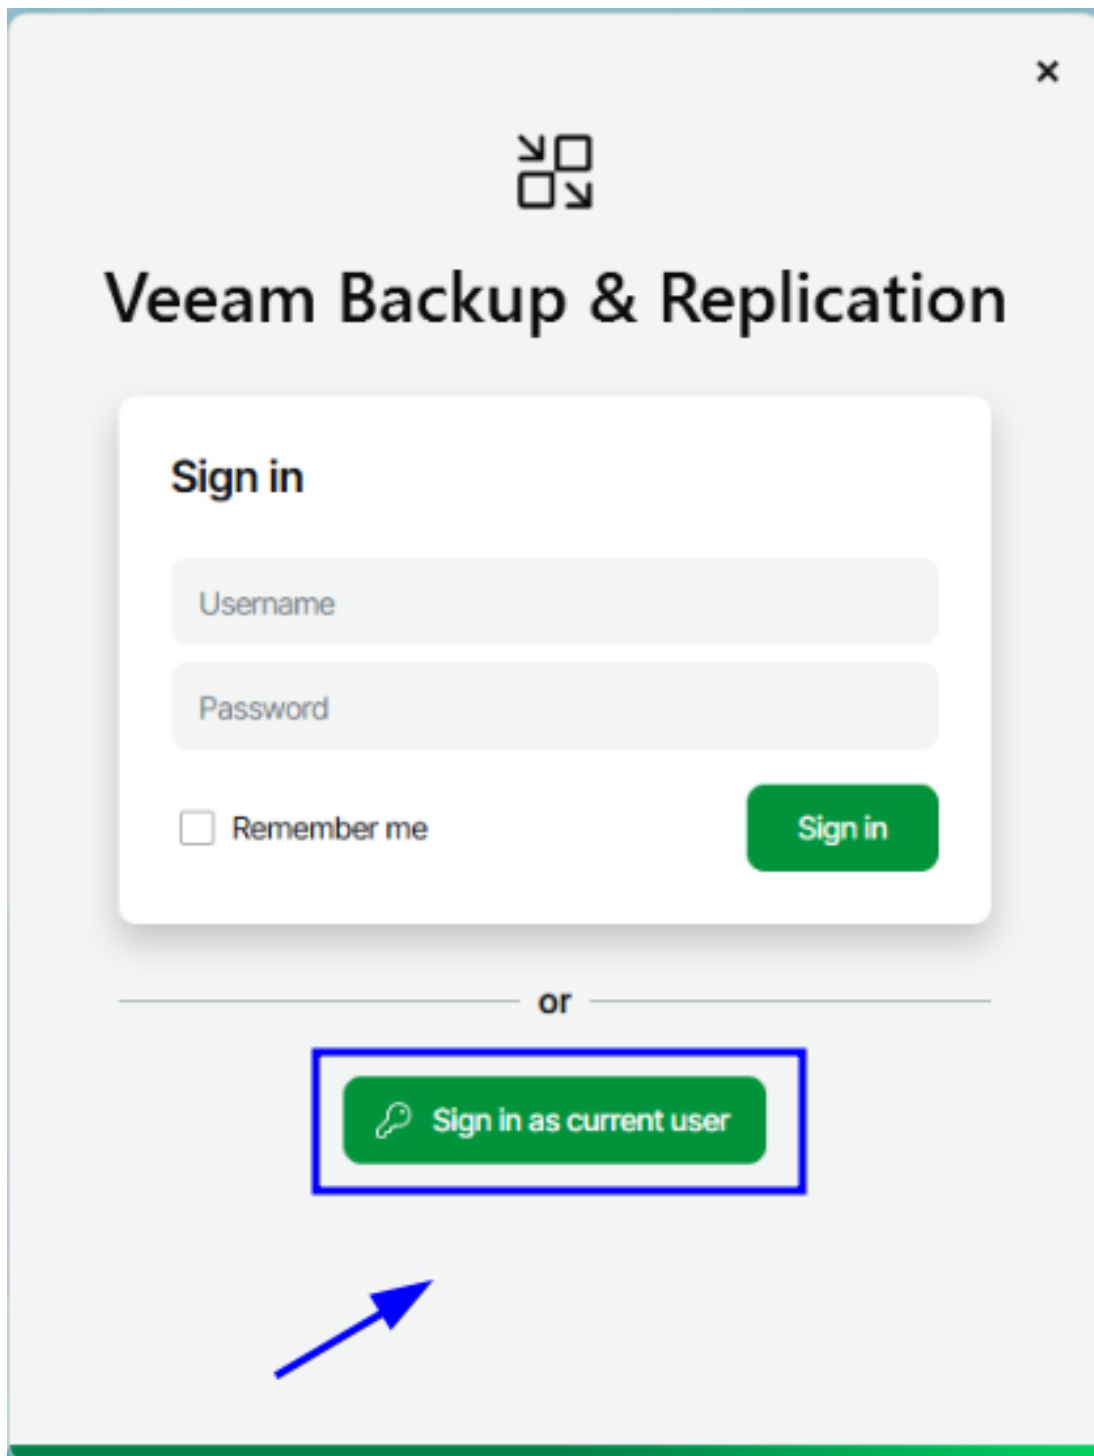 Veeam Backup & Replication
Sign in
Username
Password
Remember me
Sign in
or
Sign in as current user